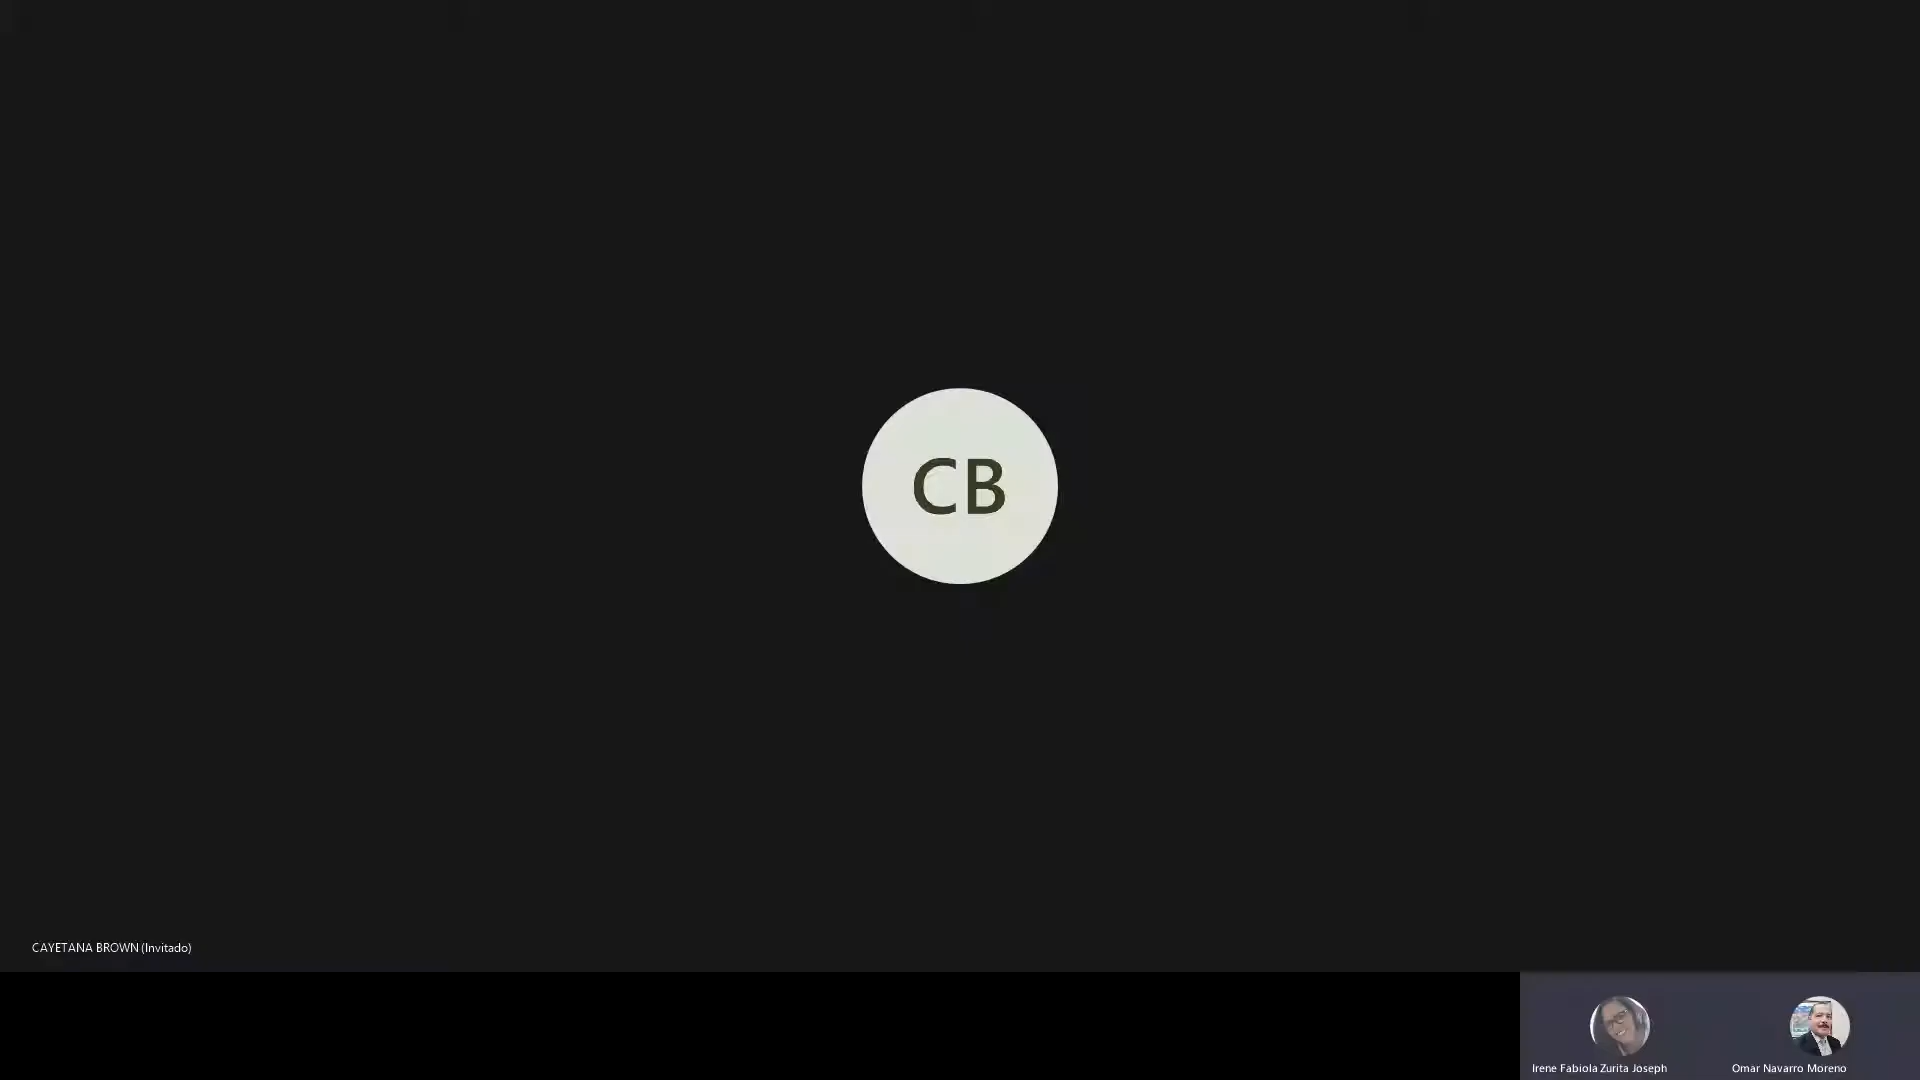 CB
CAYETANA BROWN (Invitado)
Irene Fabiola Zurita Joseph
Omar Navarro Moreno